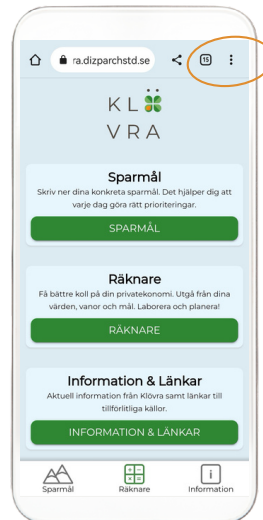 ra.dizparchstd.se
15
KLÖ
VRA
Sparmål
Skriv ner dina konkreta sparmål. Det hjälper dig att
varje dag göra rätt prioriteringar.
SPARMÅL
Räknare
Få bättre koll på din privatekonomi. Utgå från dina
värden, vanor och mål. Laborera och planera!
RÄKNARE
Information & Länkar
Aktuell information från Klövra samt länkar till
tillförlitliga källor.
INFORMATION & LÄNKAR
Sparmål
Räknare
Information